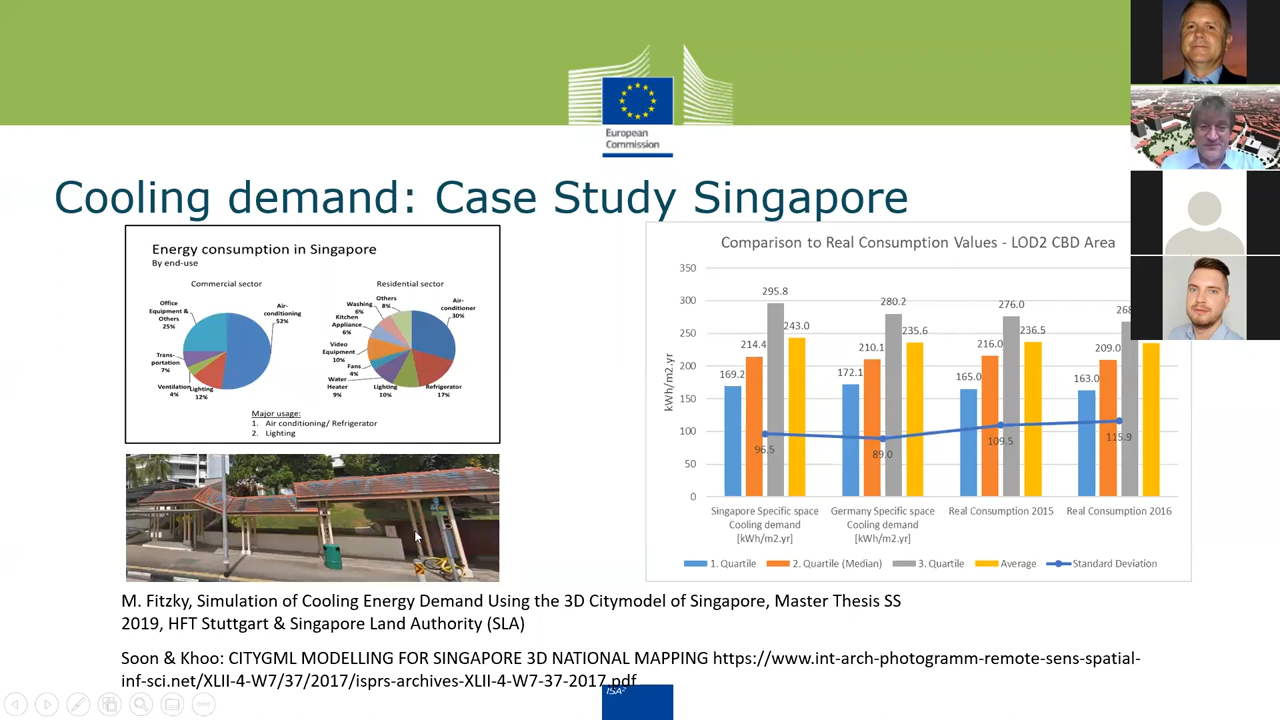 European
Commission
Cooling demand: Case Study Singapore
Energy consumption in Singapore
By end-use
Commercial sector
Office
Equipment &
Others
25%
Air-
conditioning
52%
Trans-
portation
7%
Ventilation
4%
Lighting
12%
Residential sector
Others
8%
Washing
6%
Kitchen
Appliance
6%
Video
Equipment
10%
Fans
4%
Water
Heater
9%
Lighting
10%
Refrigerator
17%
Air-
conditioner
30%
Major usage:
1. Air conditioning/ Refrigerator
2. Lighting
Comparison to Real Consumption Values - LOD2 CBD Area
kWh/m2.yr
350
300
250
200
150
100
50
0
169.2
214.4
295.8
243.0
96.5
172.1
210.1
280.2
235.6
89.0
165.0
216.0
276.0
236.5
109.5
163.0
209.0
268
115.9
Singapore Specific space
Cooling demand
[kWh/m2.yr]
Germany Specific space
Cooling demand
[kWh/m2.yr]
Real Consumption 2015
Real Consumption 2016
1. Quartile
2. Quartile (Median)
3. Quartile
Average
Standard Deviation
M. Fitzky, Simulation of Cooling Energy Demand Using the 3D Citymodel of Singapore, Master Thesis SS
2019, HFT Stuttgart & Singapore Land Authority (SLA)
Soon & Khoo: CITYGML MODELLING FOR SINGAPORE 3D NATIONAL MAPPING https://www.int-arch-photogramm-remote-sens-spatial-
inf-sci.net/XLII-4-W7/37/2017/isprs-archives-XLII-4-W7-37-2017.pdf
ISA²